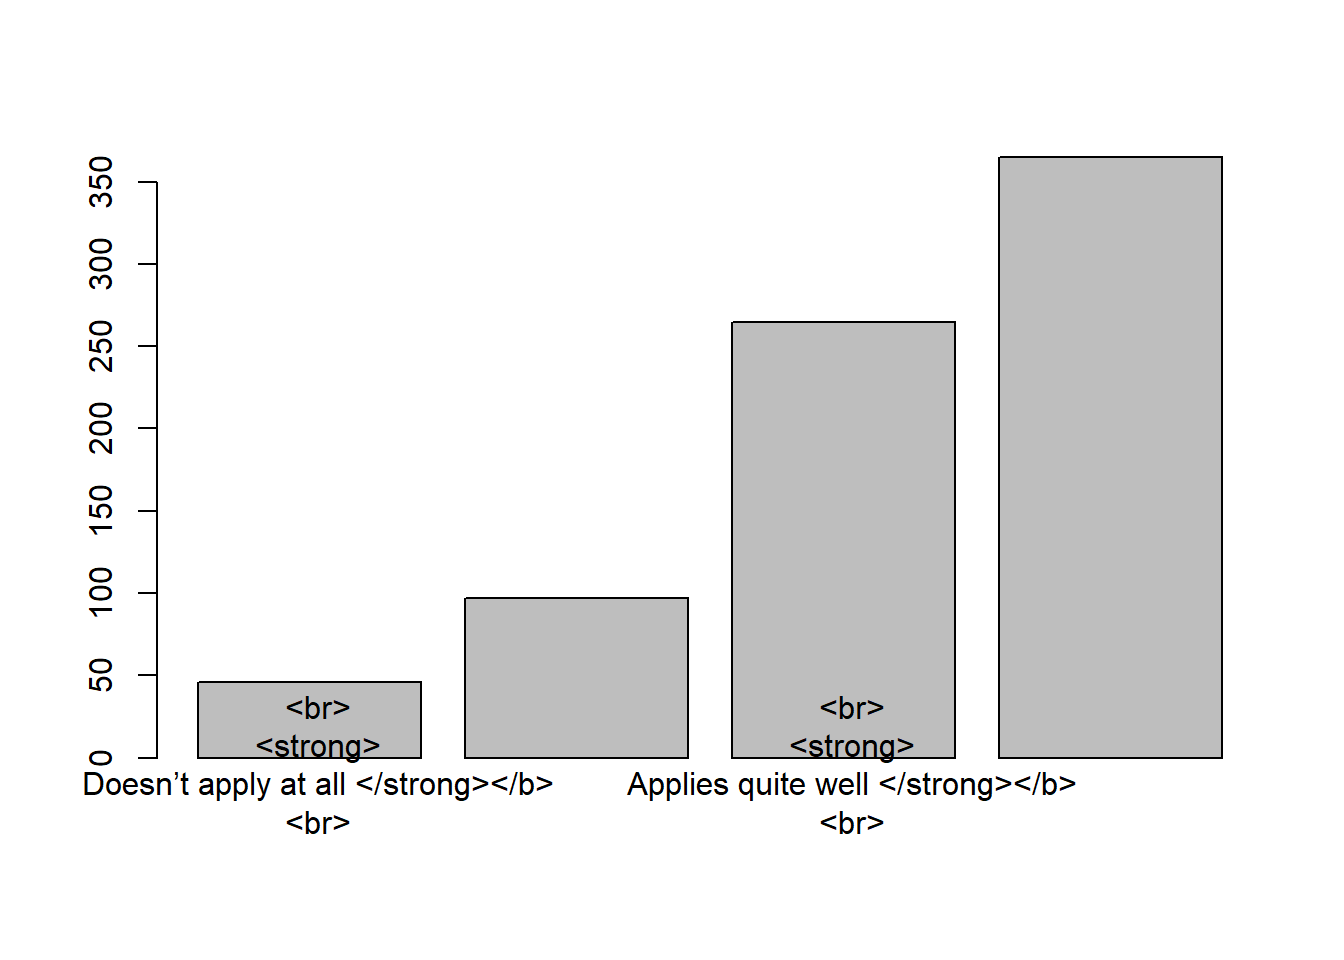 350
300
250
200
150
100
50
0
<br>
<strong>
Doesn’t apply at all </strong></b>
<br>
<br>
<strong>
Applies quite well </strong></b>
<br>